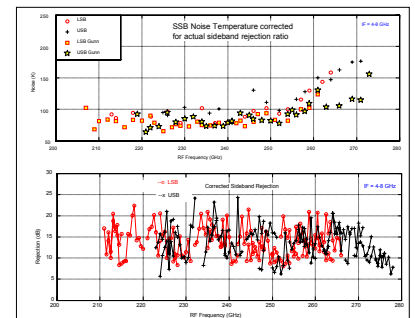 SSB Noise Temperature corrected
for actual sideband rejection ratio
IF = 4-8 GHz
LSB
USB
LSB Gunn
USB Gunn
Noise (K)
250
200
150
100
50
0
200 210 220 230 240 250 260 270 280
RF Frequency (GHz)
Corrected Sideband Rejection
IF = 4-8 GHz
LSB
USB
Rejection (dB)
30
25
20
15
10
5
0
200 210 220 230 240 250 260 270 280
RF Frequency (GHz)